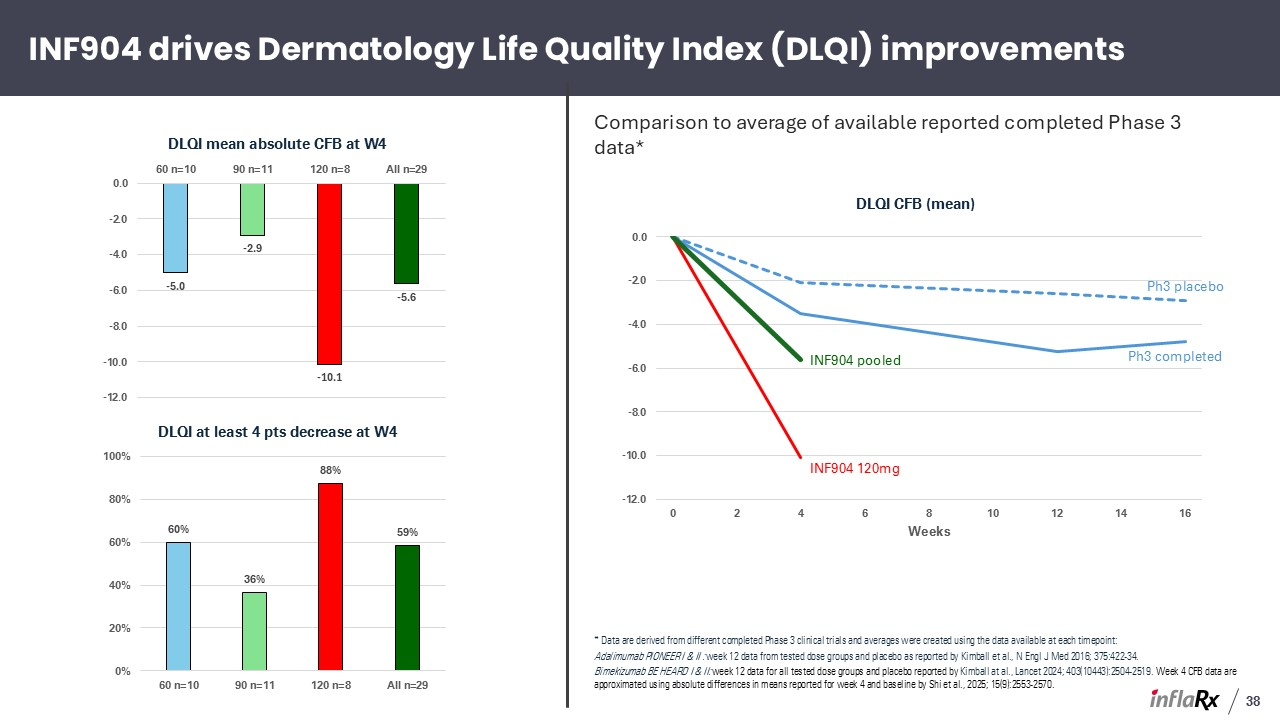 INF904 drives Dermatology Life Quality Index (DLQI) improvements
DLQI mean absolute CFB at W4
60 n=10 90 n=11 120 n=8 All n=29
0.0
-2.0
-4.0
-6.0
-8.0
-10.0
-12.0
-5.0
-2.9
-10.1
-5.6
DLQI at least 4 pts decrease at W4
100%
80%
60%
40%
20%
0%
60%
36%
88%
59%
60 n=10 90 n=11 120 n=8 All n=29
Comparison to average of available reported completed Phase 3
data*
DLQI CFB (mean)
0.0
-2.0
-4.0
-6.0
-8.0
-10.0
-12.0
Ph3 placebo
Ph3 completed
INF904 pooled
INF904 120mg
0 2 4 6 8 10 12 14 16
Weeks
* Data are derived from different completed Phase 3 clinical trials and averages were created using the data available at each timepoint:
Adalimumab PIONEER I & II :week 12 data from tested dose groups and placebo as reported by Kimball et al., N Engl J Med 2016; 375:422-34.
Bimekizumab BE HEARD I & II:week 12 data for all tested dose groups and placebo reported by Kimball at al., Lancet 2024; 403(10443):2504-2519. Week 4 CFB data are
approximated using absolute differences in means reported for week 4 and baseline by Shi et al., 2025; 15(9):2553-2570.
inflaRx
38